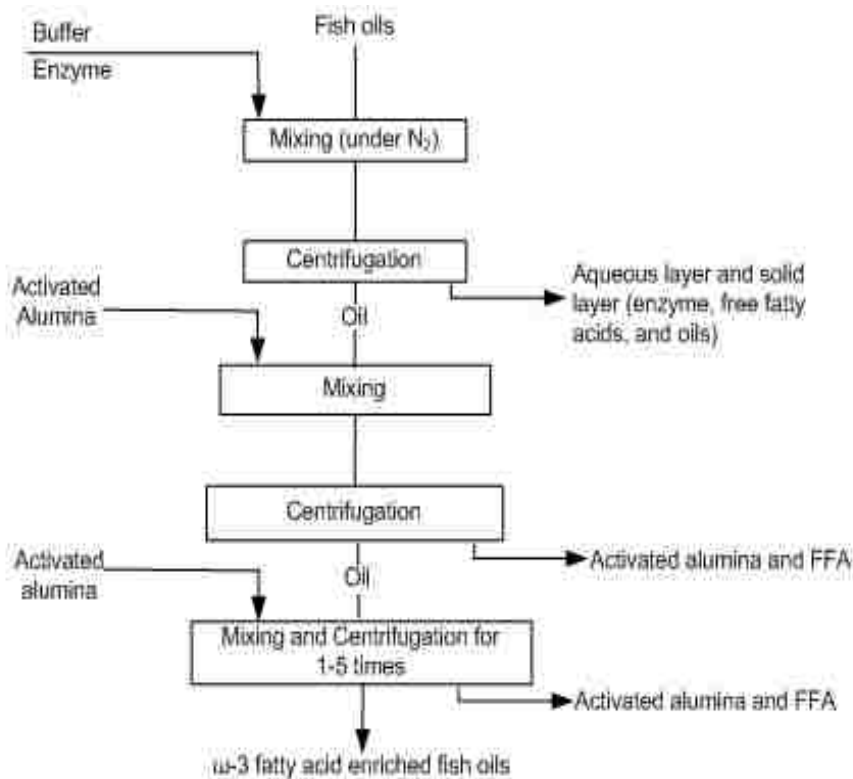 Buffer
Enzyme
Fish oils
Mixing (under N₂)
Centrifugation
Aqueous layer and solid
layer (enzyme, free fatty
acids, and oils)
Activated
Alumina
Oil
Mixing
Centrifugation
Activated alumina and FFA
Activated
alumina
Oil
Mixing and Centrifugation for
1-5 times
Activated alumina and FFA
ω-3 fatty acid enriched fish oils